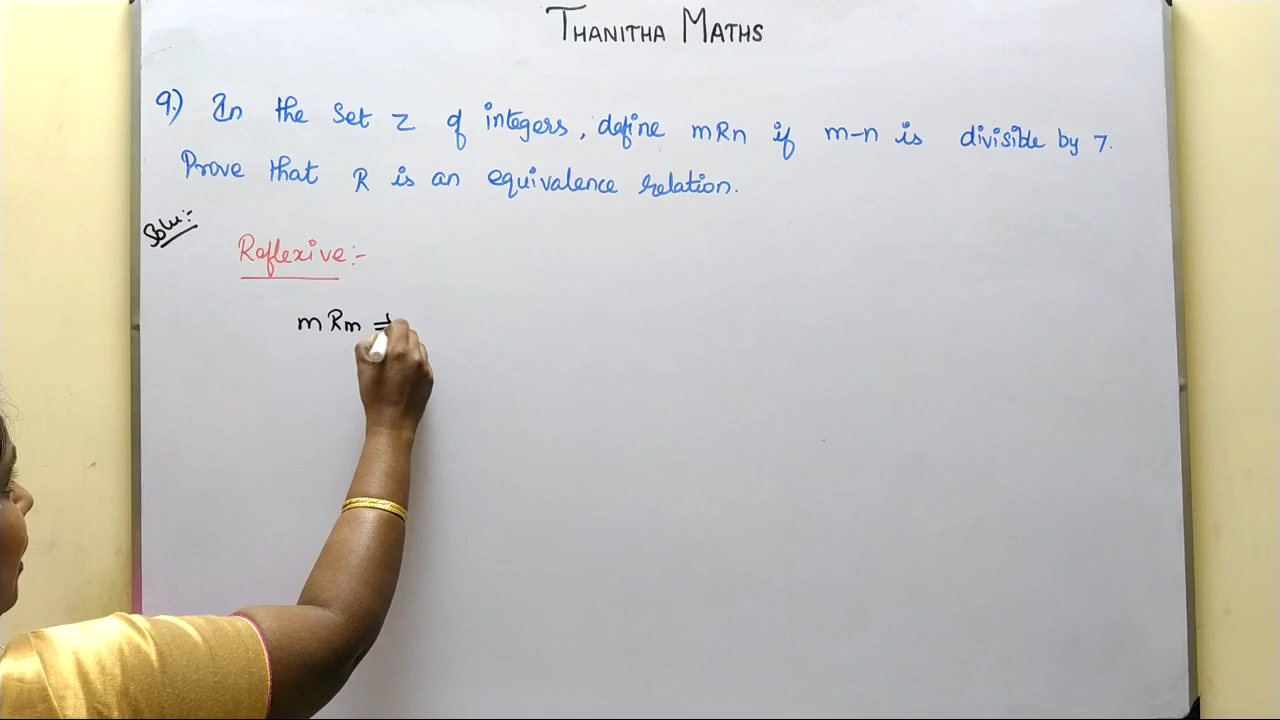 THANITHA MATHS
9.) In the Set Z of integers, define mRn if m-n is divisible by 7.
Prove that R is an equivalence relation.
Solu:-
Reflexive:-
mRm =